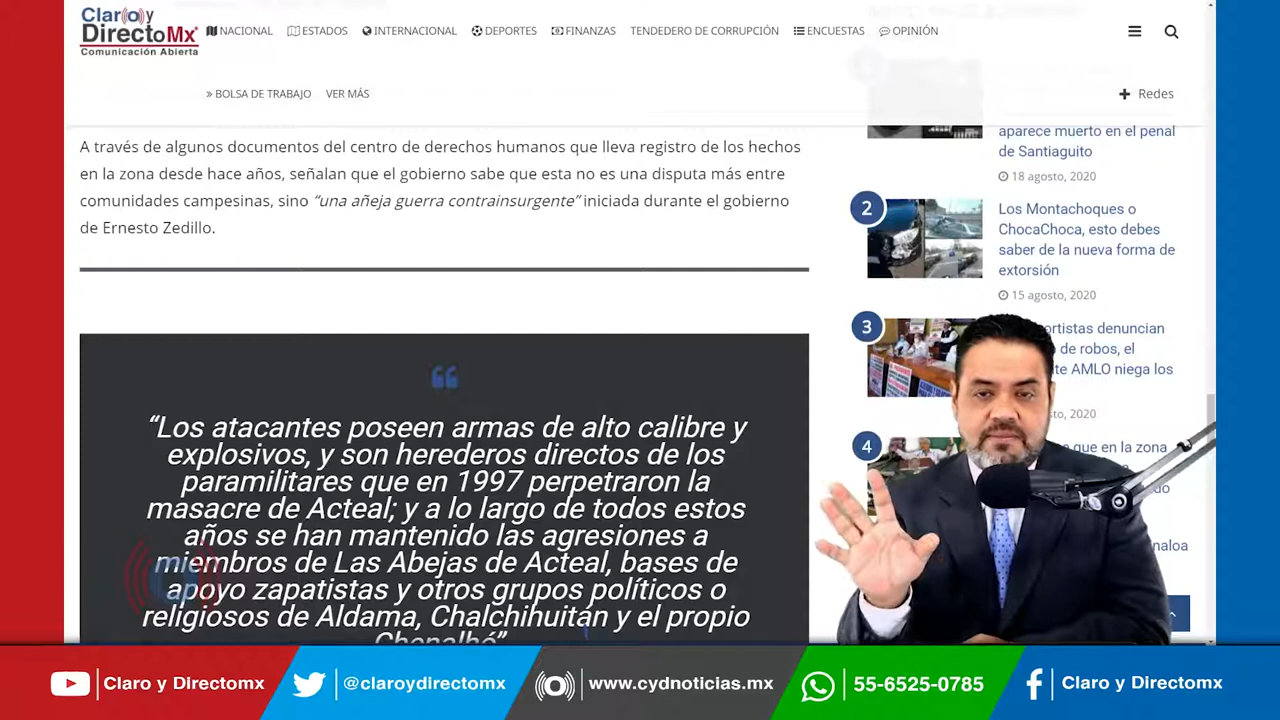 Claroy
DirectoMx
Comunicación Abierta
NACIONAL
ESTADOS
INTERNACIONAL
DEPORTES
FINANZAS
TENDEDERO DE CORRUPCIÓN
ENCUESTAS
OPINIÓN
» BOLSA DE TRABAJO
VER MÁS
+ Redes
A través de algunos documentos del centro de derechos humanos que lleva registro de los hechos
en la zona desde hace años, señalan que el gobierno sabe que esta no es una disputa más entre
comunidades campesinas, sino “una añeja guerra contrainsurgente” iniciada durante el gobierno
de Ernesto Zedillo.
“Los atacantes poseen armas de alto calibre y
explosivos, y son herederos directos de los
paramilitares que en 1997 perpetraron la
masacre de Acteal; y a lo largo de todos estos
años se han mantenido las agresiones a
miembros de Las Abejas de Acteal, bases de
apoyo zapatistas y otros grupos políticos o
religiosos de Aldama, Chalchihuitán y el propio
Chenalhó”
aparece muerto en el penal
de Santiaguito
18 agosto, 2020
2
Los Montachoques o
ChocaChoca, esto debes
saber de la nueva forma de
extorsión
15 agosto, 2020
3
denuncian
de robos, el
AMLO niega los
2020
4
que en la zona
Claro y Directomx
@claroydirectomx
www.cydnoticias.mx
55-6525-0785
Claro y Directomx